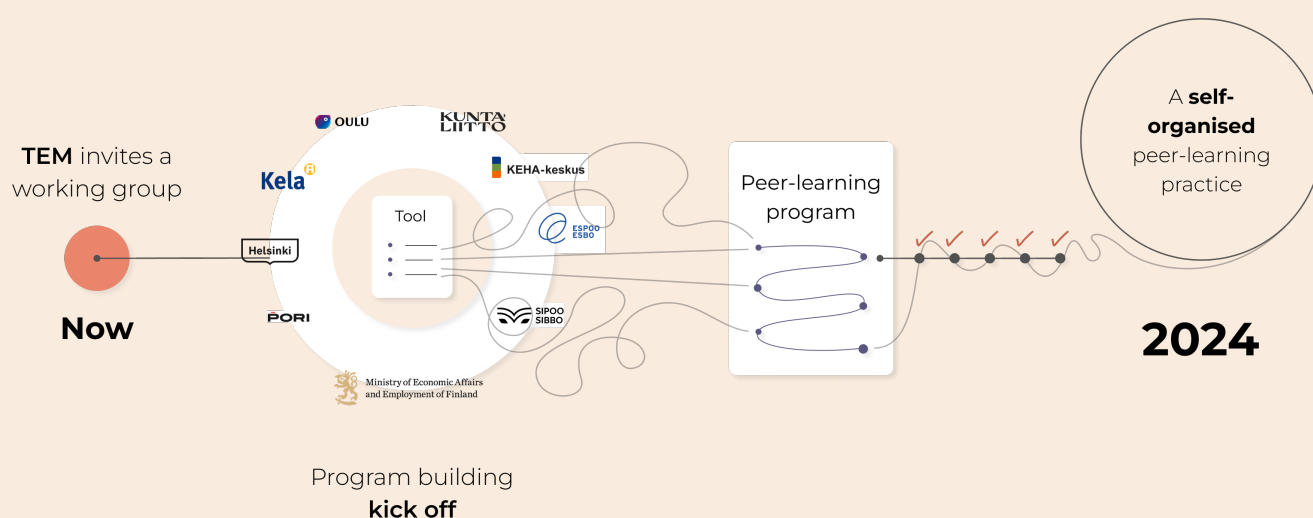 TEM invites a
working group
Now
OULU
KUNTA
LIITTO
Kela
KEHA-keskus
Tool
ESPOO
ESBO
Helsinki
PORI
SIPOO
SIBBO
Ministry of Economic Affairs
and Employment of Finland
Program building
kick off
Peer-learning
program
A self-
organised
peer-learning
practice
2024